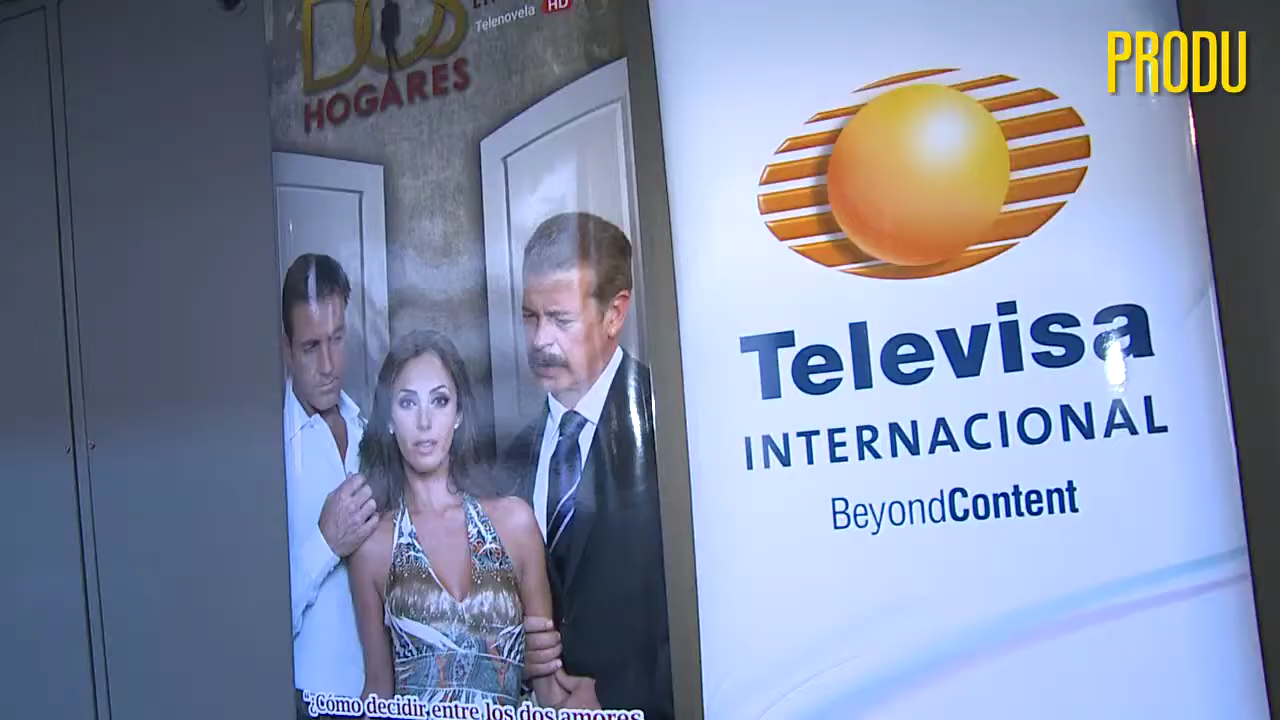 DOS
HOGARES
Telenovela HD
"¿Cómo decidir entre los dos amores
Televisa
INTERNACIONAL
BeyondContent
PRODU